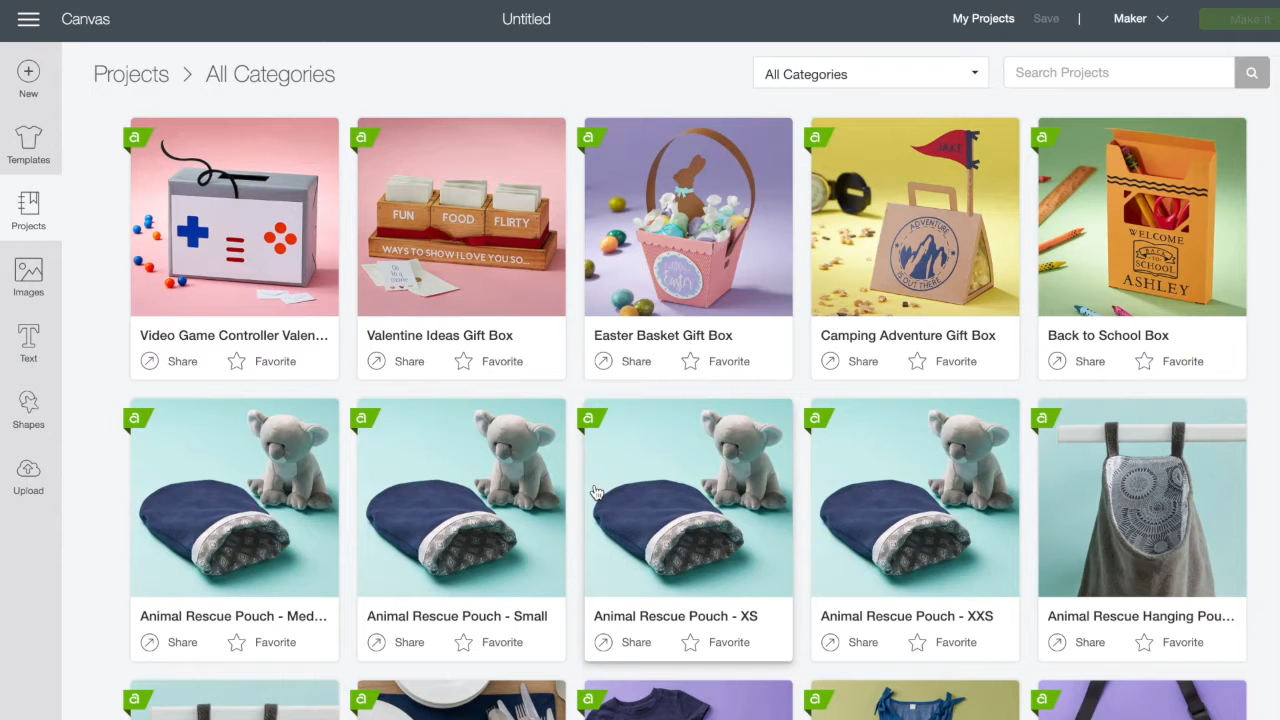 Canvas
Untitled
My Projects Save | Maker Make It
New
Templates
Projects
Images
Text
Shapes
Upload
Projects > All Categories
All Categories
Search Projects
a a a a a
FUN FOOD FLIRTY
WAYS TO SHOW I LOVE YOU SO...
JAKE
ADVENTURE
IS OUT THERE
WELCOME
BACK
TO
SCHOOL
ASHLEY
Video Game Controller Valen...
Share Favorite
Valentine Ideas Gift Box
Share Favorite
Easter Basket Gift Box
Share Favorite
Camping Adventure Gift Box
Share Favorite
Back to School Box
Share Favorite
a a a a a
Animal Rescue Pouch - Med...
Share Favorite
Animal Rescue Pouch - Small
Share Favorite
Animal Rescue Pouch - XS
Share Favorite
Animal Rescue Pouch - XXS
Share Favorite
Animal Rescue Hanging Pou...
Share Favorite
a a a a a